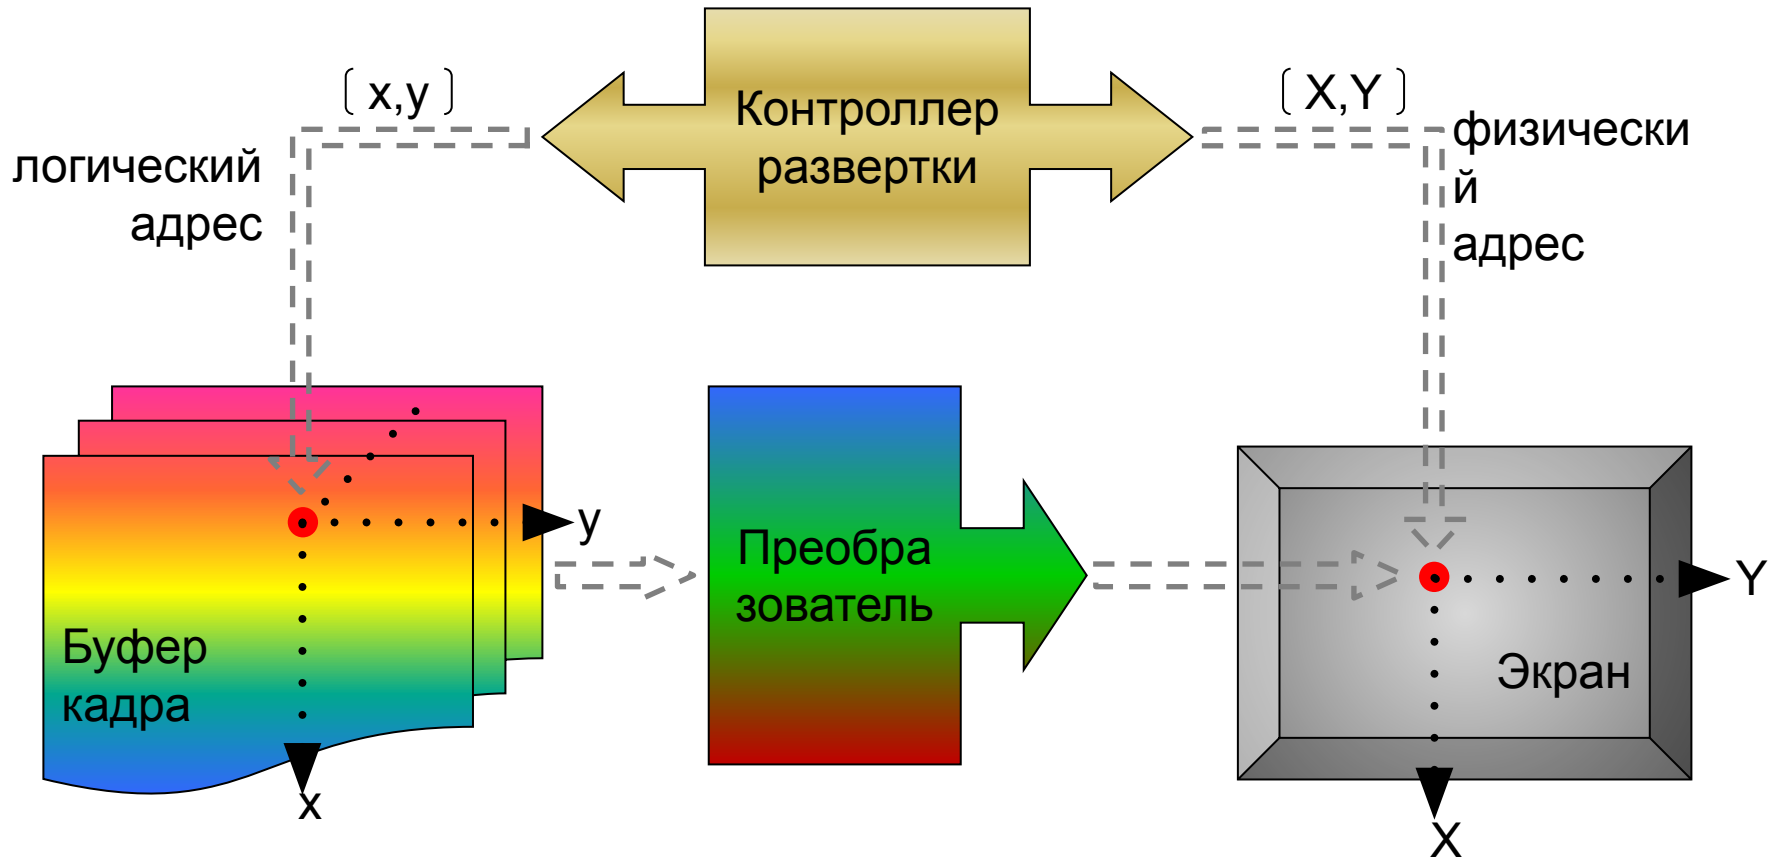 [ x,y ]
Контроллер
развертки
[ X,Y ]
логический
адрес
физически
й
адрес
y
Буфер
кадра
x
Преобра
зователь
Y
Экран
X